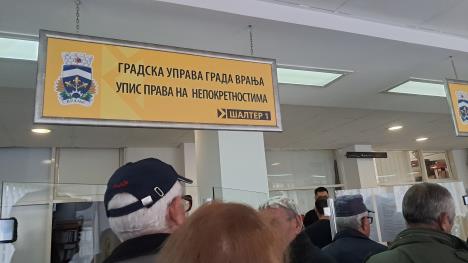 ГРАДСКА УПРАВА ГРАДА ВРАЊА
УПИС ПРАВА НА НЕПОКРЕТНОСТИМА
ШАЛТЕР 1